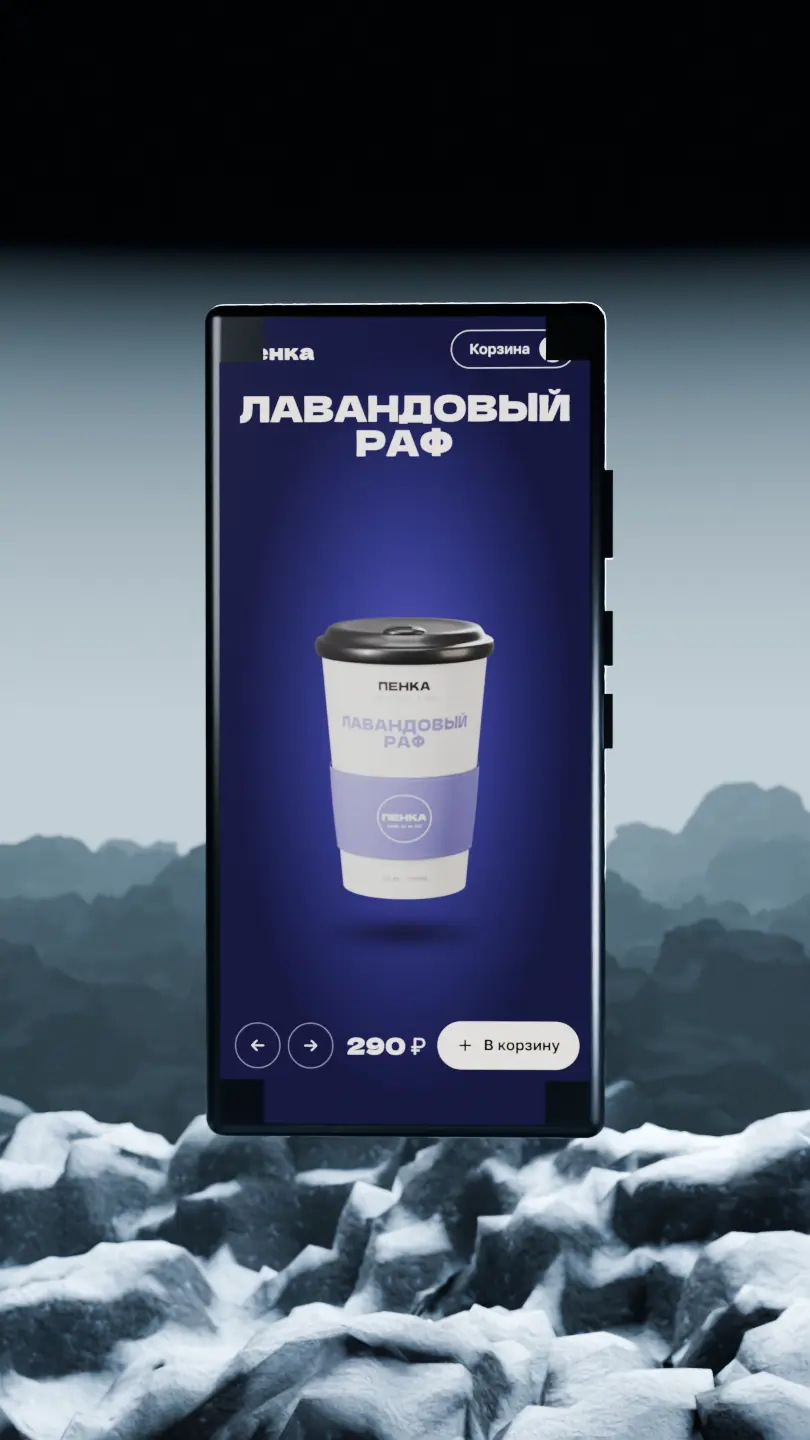 енка
Корзина
ЛАВАНДОВЫЙ
РАФ
ПЕНКА
ЛАВАНДОВЫЙ
РАФ
ПЕНКА
290 ₽
+ В корзину